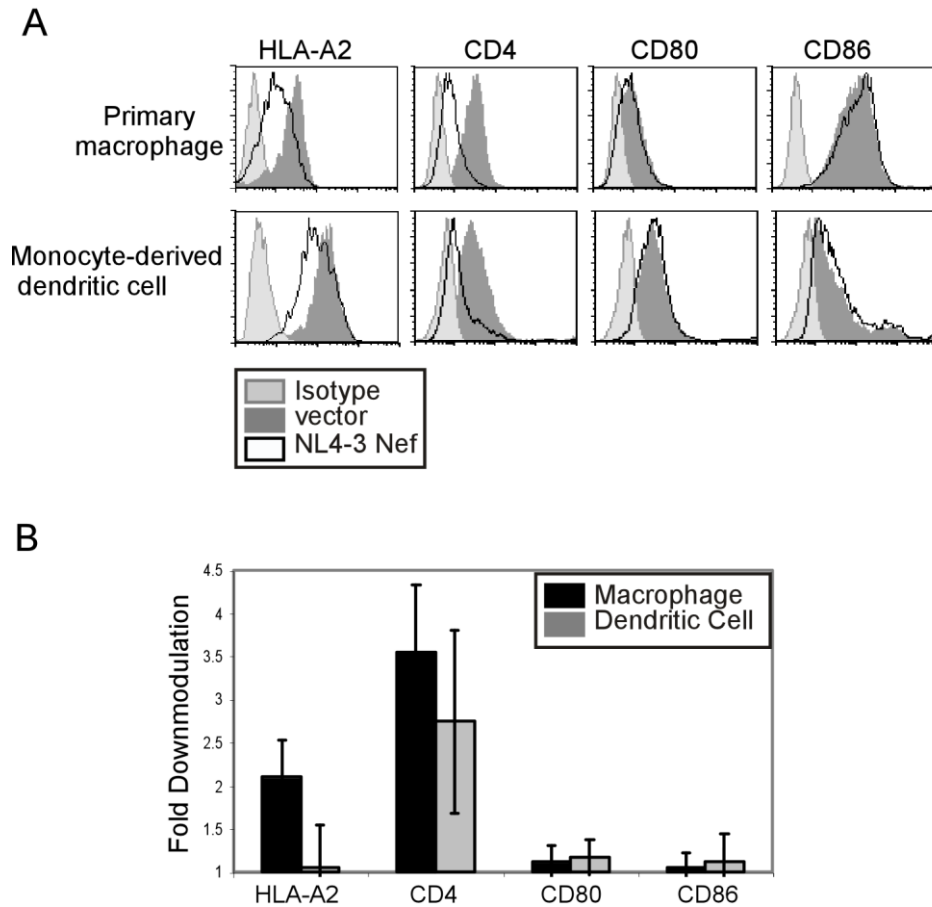 A
HLA-A2 CD4 CD80 CD86
Primary
macrophage
Monocyte-derived
dendritic cell
Isotype
vector
NL4-3 Nef
B
Fold Downmodulation
4.5
4
3.5
3
2.5
2
1.5
1
Macrophage
Dendritic Cell
HLA-A2 CD4 CD80 CD86